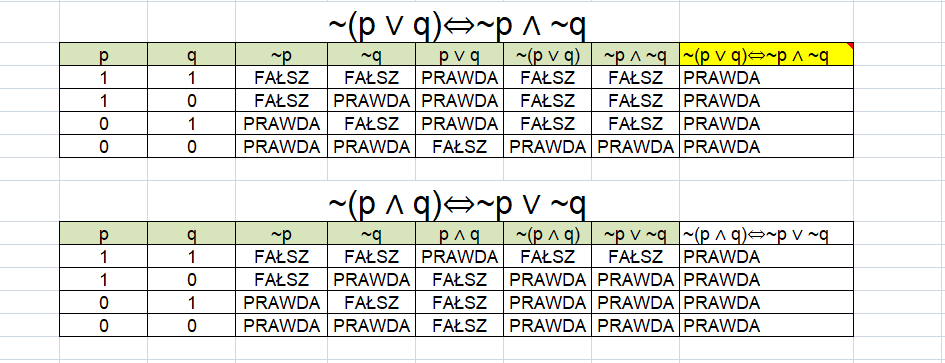 ~(p ∨ q)⇔~p ∧ ~q
p q ~p ~q p ∨ q ~(p ∨ q) ~p ∧ ~q ~(p ∨ q)⇔~p ∧ ~q
1 1 FAŁSZ FAŁSZ PRAWDA FAŁSZ FAŁSZ PRAWDA
1 0 FAŁSZ PRAWDA PRAWDA FAŁSZ FAŁSZ PRAWDA
0 1 PRAWDA FAŁSZ PRAWDA FAŁSZ FAŁSZ PRAWDA
0 0 PRAWDA PRAWDA FAŁSZ PRAWDA PRAWDA PRAWDA
~(p ∧ q)⇔~p ∨ ~q
p q ~p ~q p ∧ q ~(p ∧ q) ~p ∨ ~q ~(p ∧ q)⇔~p ∨ ~q
1 1 FAŁSZ FAŁSZ PRAWDA FAŁSZ FAŁSZ PRAWDA
1 0 FAŁSZ PRAWDA FAŁSZ PRAWDA PRAWDA PRAWDA
0 1 PRAWDA FAŁSZ FAŁSZ PRAWDA PRAWDA PRAWDA
0 0 PRAWDA PRAWDA FAŁSZ PRAWDA PRAWDA PRAWDA